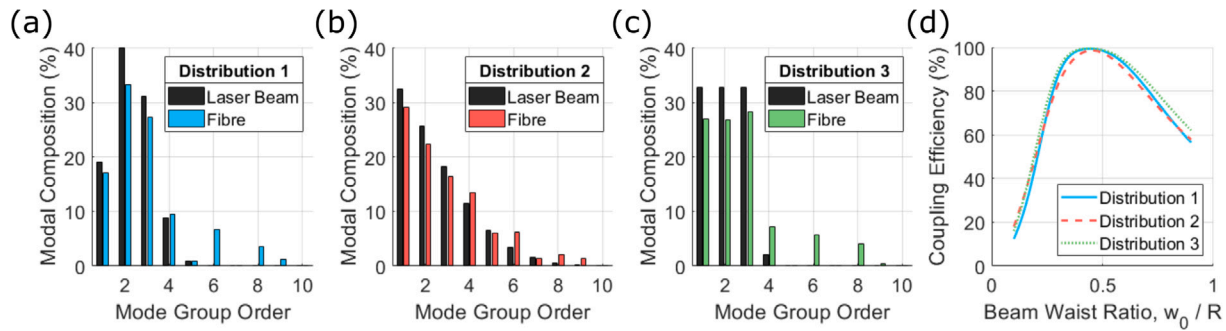 (a)
Modal Composition (%)
40
30
20
10
0
2
4
6
8
10
Mode Group Order
Distribution 1
Laser Beam
Fibre
(b)
Modal Composition (%)
40
30
20
10
0
2
4
6
8
10
Mode Group Order
Distribution 2
Laser Beam
Fibre
(c)
Modal Composition (%)
40
30
20
10
0
2
4
6
8
10
Mode Group Order
Distribution 3
Laser Beam
Fibre
(d)
Coupling Efficiency (%)
100
80
60
40
20
0
0
0.5
1
Beam Waist Ratio, w0 / R
Distribution 1
Distribution 2
Distribution 3